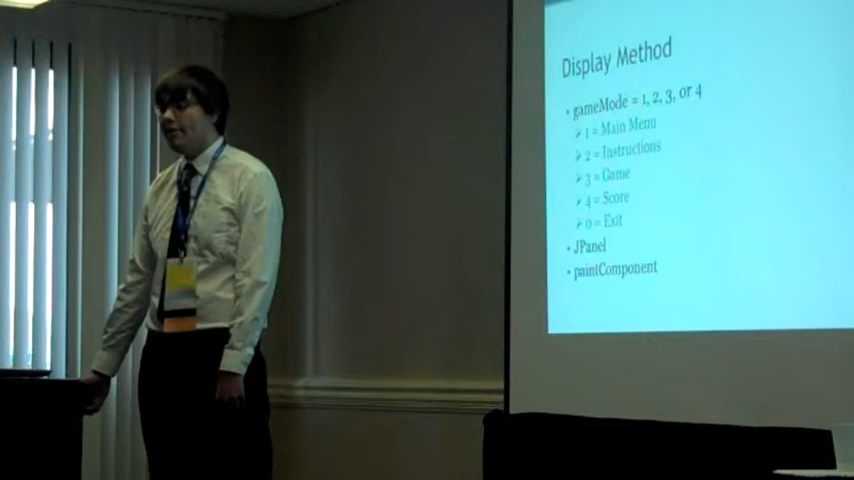 Display Method
• gameMode = 1, 2, 3, or 4
➢ 1 = Main Menu
➢ 2 = Instructions
➢ 3 = Game
➢ 4 = Score
➢ 0 = Exit
• JPanel
• paintComponent